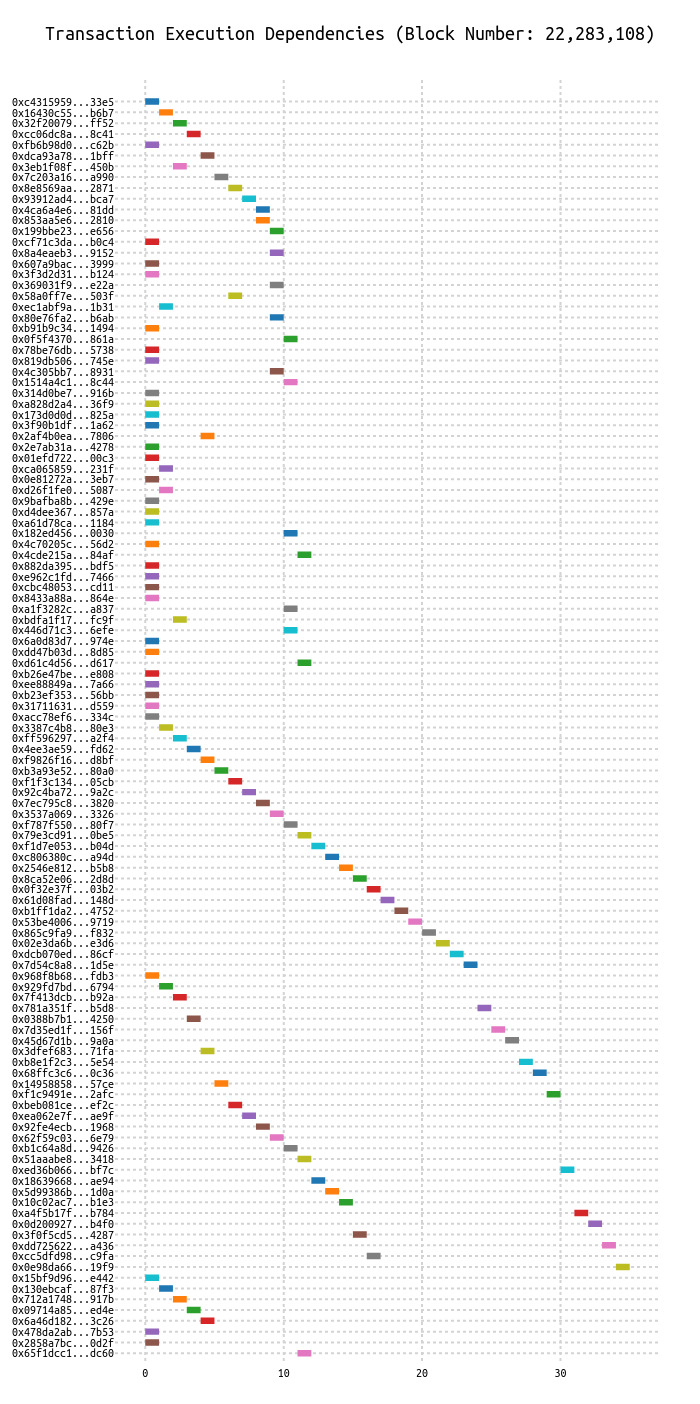 Transaction Execution Dependencies (Block Number: 22,283,108)
0xc4315959...33e5
0x16430c55...b6b7
0x32f20079...ff52
0xcc06dc8a...8c41
0xfb6b98d0...c62b
0xdca93a78...1bff
0x3eb1f08f...450b
0x7c203a16...a990
0x8e8569aa...2871
0x93912ad4...bca7
0x4ca6a4e6...81dd
0x853aa5e6...2810
0x199bbe23...e656
0xcf71c3da...b0c4
0x8a4eaeb3...9152
0x607a9bac...3999
0x3f3d2d31...b124
0x369031f9...e22a
0x58a0ff7e...503f
0xec1abf9a...1b31
0x80e76fa2...b6ab
0xb91b9c34...1494
0x0f5f4370...861a
0x78be76db...5738
0x819db506...745e
0x4c305bb7...8931
0x1514a4c1...8c44
0x314d0be7...916b
0xa828d2a4...36f9
0x173d0d0d...825a
0x3f90b1df...1a62
0x2af4b0ea...7806
0x2e7ab31a...4278
0x01efd722...00c3
0xca065859...231f
0x0e81272a...3eb7
0xd26f1fe0...5087
0x9bafba8b...429e
0xd4dee367...857a
0xa61d78ca...1184
0x182ed456...0030
0x4c70205c...56d2
0x4cde215a...84af
0x882da395...bdf5
0xe962c1fd...7466
0xcbc48053...cd11
0x8433a88a...864e
0xa1f3282c...a837
0xbdfa1f17...fc9f
0x446d71c3...6efe
0x6a0d83d7...974e
0xdd47b03d...8d85
0xd61c4d56...d617
0xb26e47be...e808
0xee88849a...7a66
0xb23ef353...56bb
0x31711631...d559
0xacc78ef6...334c
0x3387c4b8...80e3
0xff596297...a2f4
0x4ee3ae59...fd62
0xf9826f16...d8bf
0xb3a93e52...80a0
0xf1f3c134...05cb
0x92c4ba72...9a2c
0x7ec795c8...3820
0x3537a069...3326
0xf787f550...80f7
0x79e3cd91...0be5
0xf1d7e053...b04d
0xc806380c...a94d
0x2546e812...b5b8
0x8ca52e06...2d8d
0x0f32e37f...03b2
0x61d08fad...148d
0xb1ff1da2...4752
0x53be4006...9719
0x865c9fa9...f832
0x02e3da6b...e3d6
0xdcb070ed...86cf
0x7d54c8a8...1d5e
0x968f8b68...fdb3
0x929fd7bd...6794
0x7f413dcb...b92a
0x781a351f...b5d8
0x0388b7b1...4250
0x7d35ed1f...156f
0x45d67d1b...9a0a
0x3dfef683...71fa
0xb8e1f2c3...5e54
0x68ffc3c6...0c36
0x14958858...57ce
0xf1c9491e...2afc
0xbeb081ce...ef2c
0xea062e7f...ae9f
0x92fe4ecb...1968
0x62f59c03...6e79
0xb1c64a8d...9426
0x51aaabe8...3418
0xed36b066...bf7c
0x18639668...ae94
0x5d99386b...1d0a
0x10c02ac7...b1e3
0xa4f5b17f...b784
0x0d200927...b4f0
0x3f0f5cd5...4287
0xdd725622...a436
0xcc5dfd98...c9fa
0x0e98da66...19f9
0x15bf9d96...e442
0x130ebcaf...87f3
0x712a1748...917b
0x09714a85...ed4e
0x6a46d182...3c26
0x478da2ab...7b53
0x2858a7bc...0d2f
0x65f1dcc1...dc60
0 10 20 30